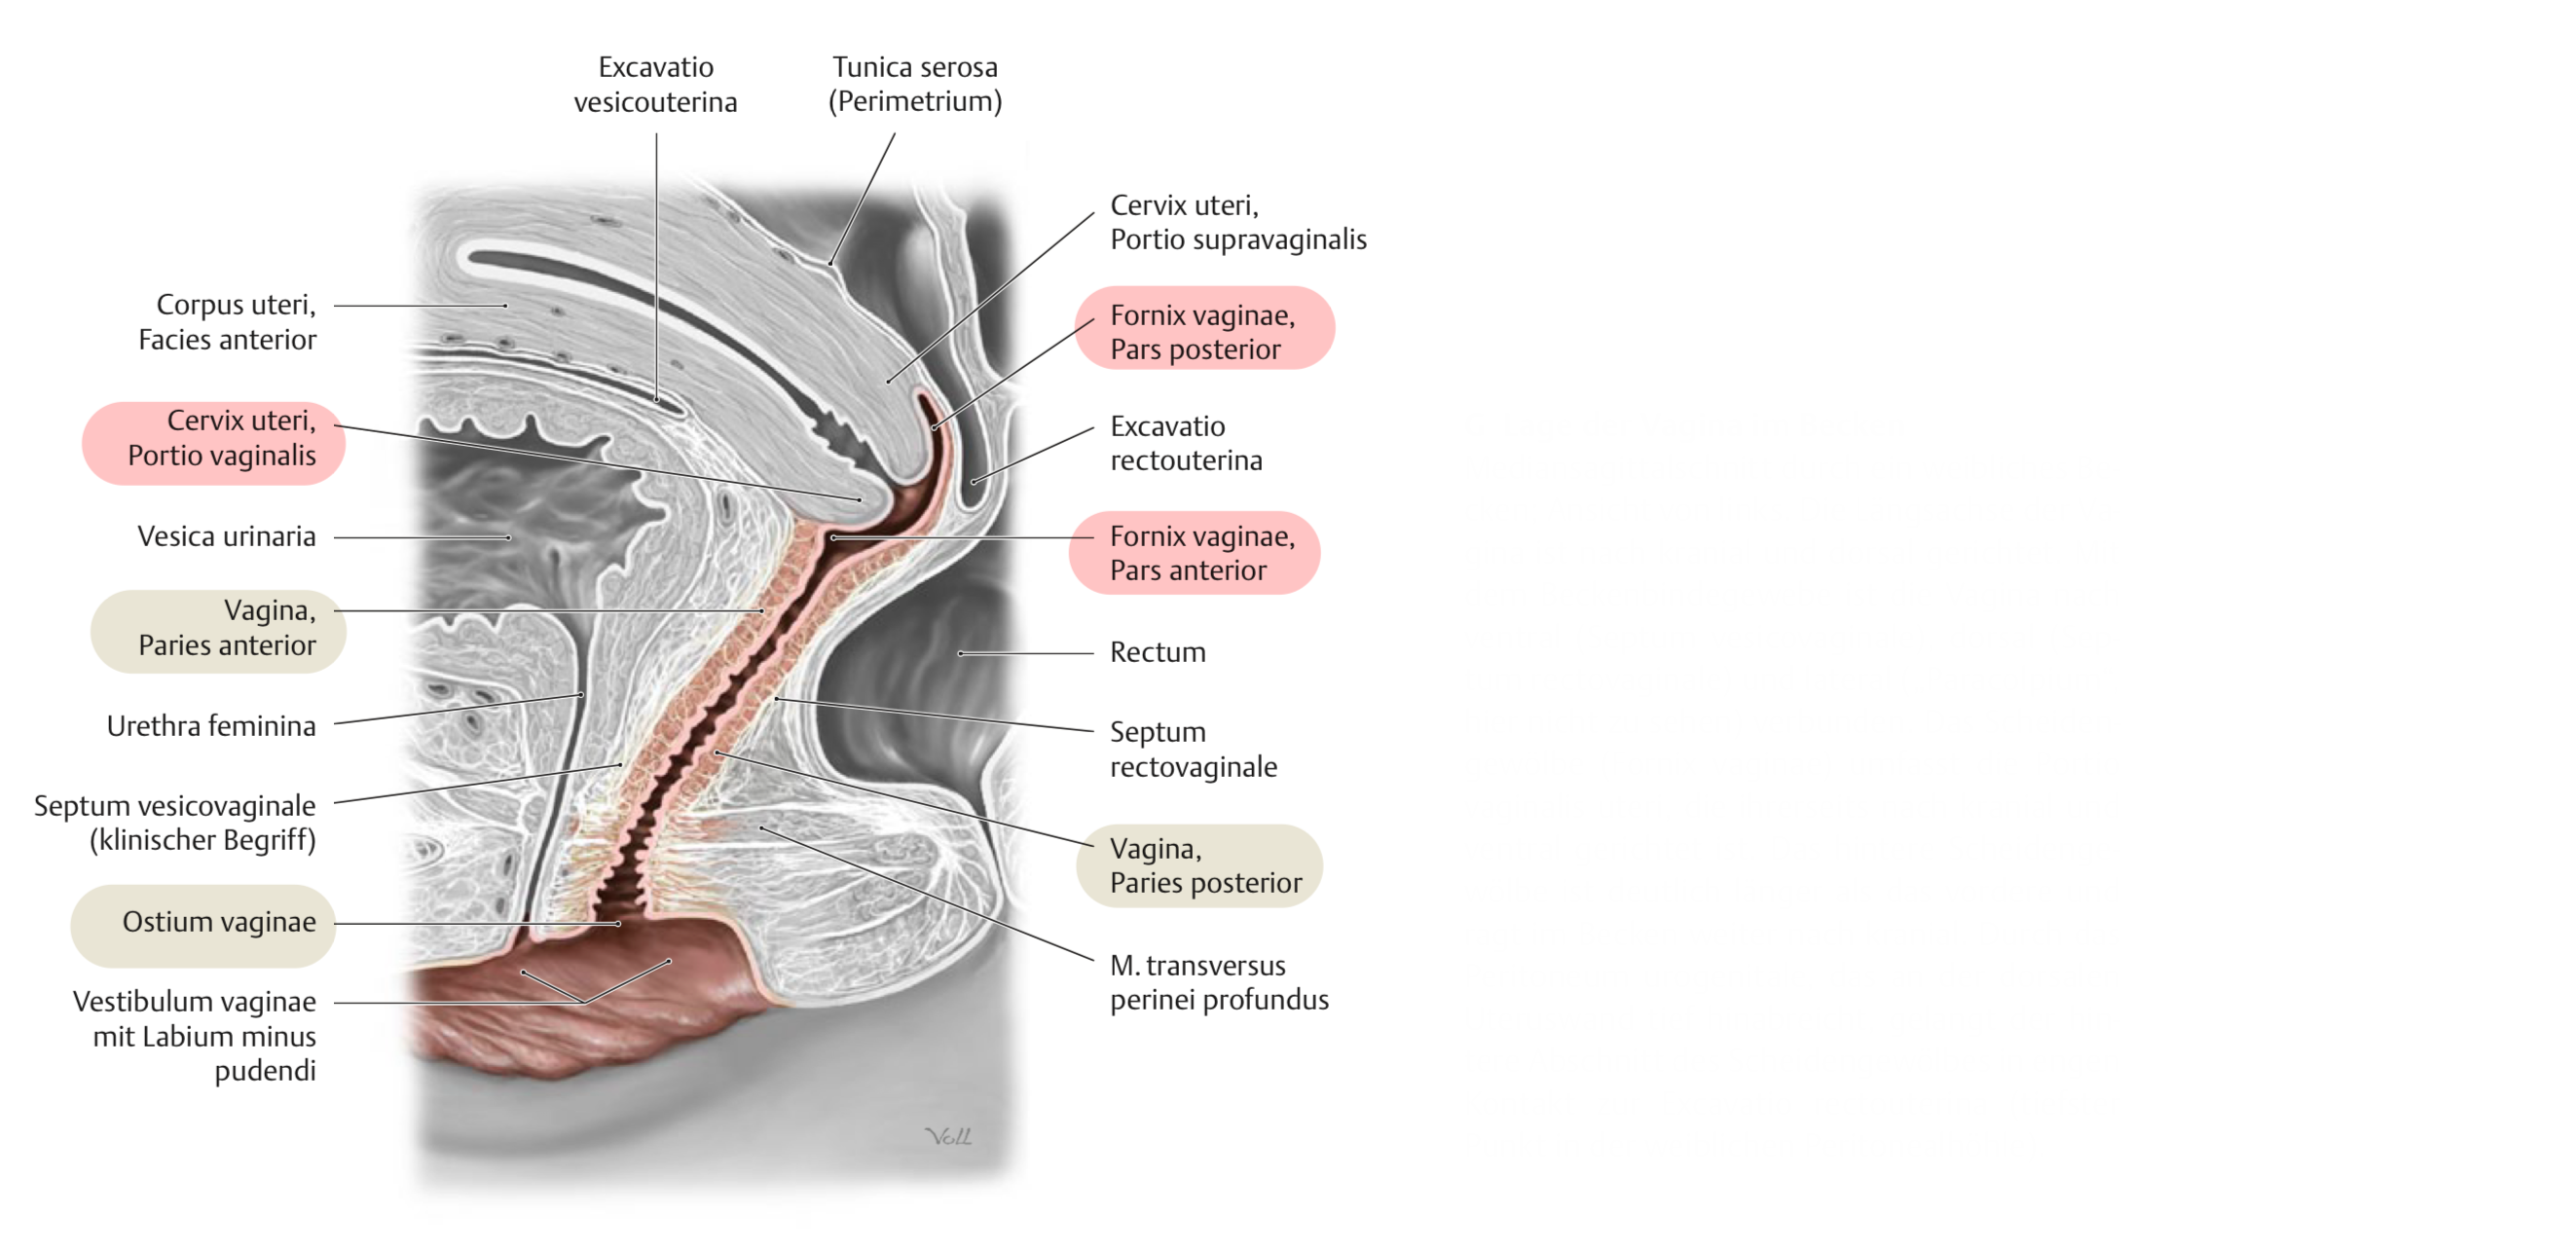 Excavatio
vesicouterina
Tunica serosa
(Perimetrium)
Corpus uteri,
Facies anterior
Cervix uteri,
Portio vaginalis
Vesica urinaria
Vagina,
Paries anterior
Urethra feminina
Septum vesicovaginale
(klinischer Begriff)
Ostium vaginae
Vestibulum vaginae
mit Labium minus
pudendi
Cervix uteri,
Portio supravaginalis
Fornix vaginae,
Pars posterior
Excavatio
rectouterina
Fornix vaginae,
Pars anterior
Rectum
Septum
rectovaginale
Vagina,
Paries posterior
M. transversus
perinei profundus
Voll